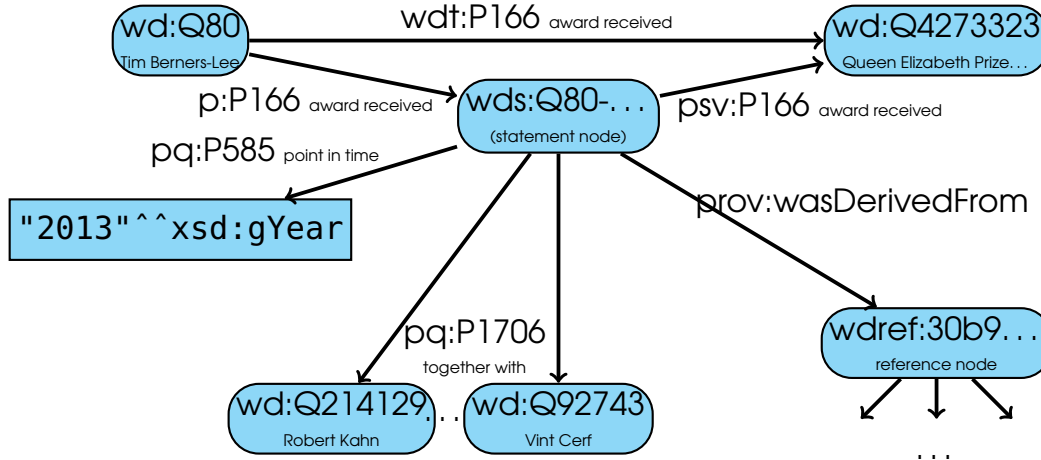 wd:Q80
Tim Berners-Lee
wdt:P166 award received
wd:Q4273323
Queen Elizabeth Prize...
p:P166 award received
wds:Q80-...
(statement node)
psv:P166 award received
pq:P585 point in time
"2013"^^xsd:gYear
prov:wasDerivedFrom
pq:P1706
together with
wdref:30b9...
reference node
wd:Q214129
Robert Kahn
...
wd:Q92743
Vint Cerf
...